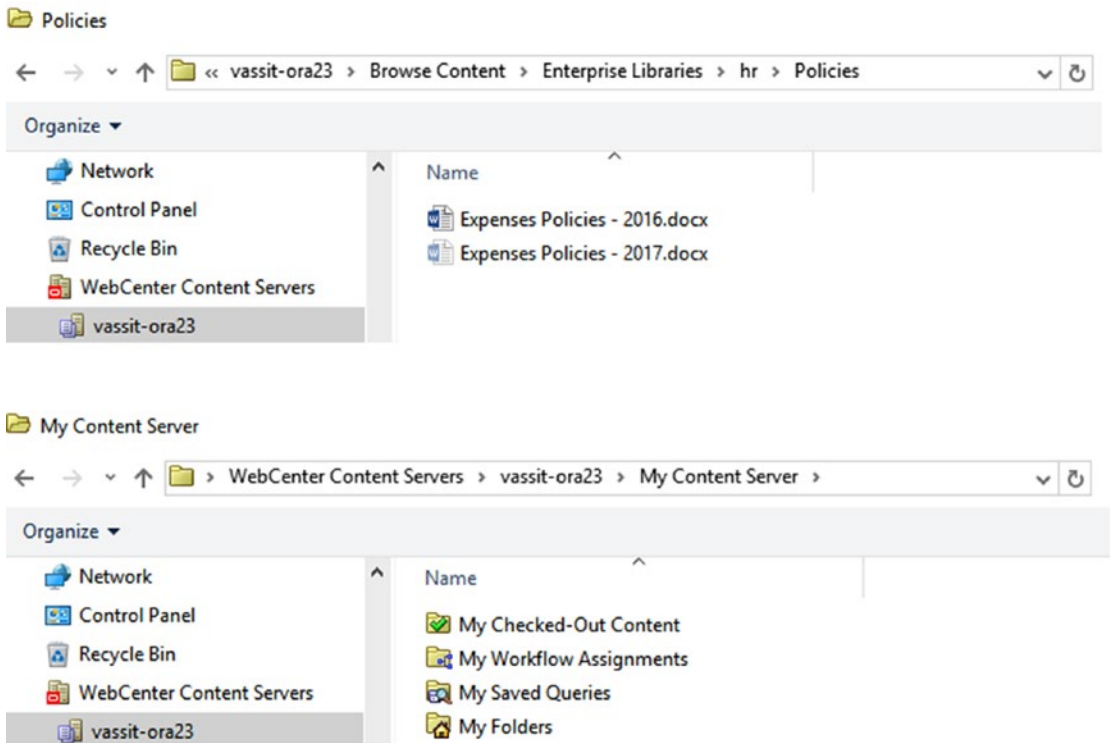 Policies
« vassit-ora23 > Browse Content > Enterprise Libraries > hr > Policies
Organize
Network
Name
Control Panel
Expenses Policies - 2016.docx
Recycle Bin
Expenses Policies - 2017.docx
WebCenter Content Servers
vassit-ora23
My Content Server
> WebCenter Content Servers > vassit-ora23 > My Content Server >
Organize
Network
Name
Control Panel
My Checked-Out Content
Recycle Bin
My Workflow Assignments
WebCenter Content Servers
My Saved Queries
vassit-ora23
My Folders